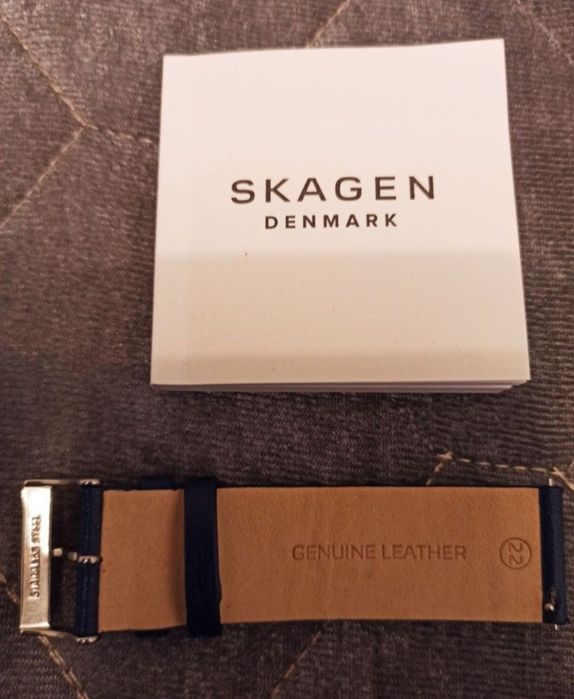 SKAGEN
DENMARK
STAINLESS STEEL
GENUINE LEATHER
22